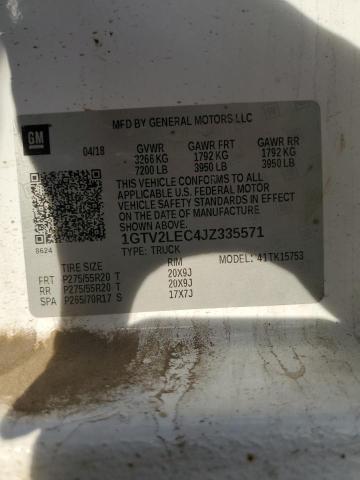 MFD BY GENERAL MOTORS LLC
GM
04/18 GVWR GAWR FRT GAWR RR
3266 KG 1792 KG 1792 KG
7200 LB 3950 LB 3950 LB
THIS VEHICLE CONFORMS TO ALL
APPLICABLE U.S. FEDERAL MOTOR
VEHICLE SAFETY STANDARDS IN
EFFECT ON THE DATE OF
MANUFACTURE SHOWN ABOVE.
8624 1GTV2LEC4JZ335571
TYPE: TRUCK MODEL: 41TK15753
TIRE SIZE RIM
FRT P275/55R20 T 20X9J
RR P275/55R20 T 20X9J
SPA P265/70R17 S 17X7J